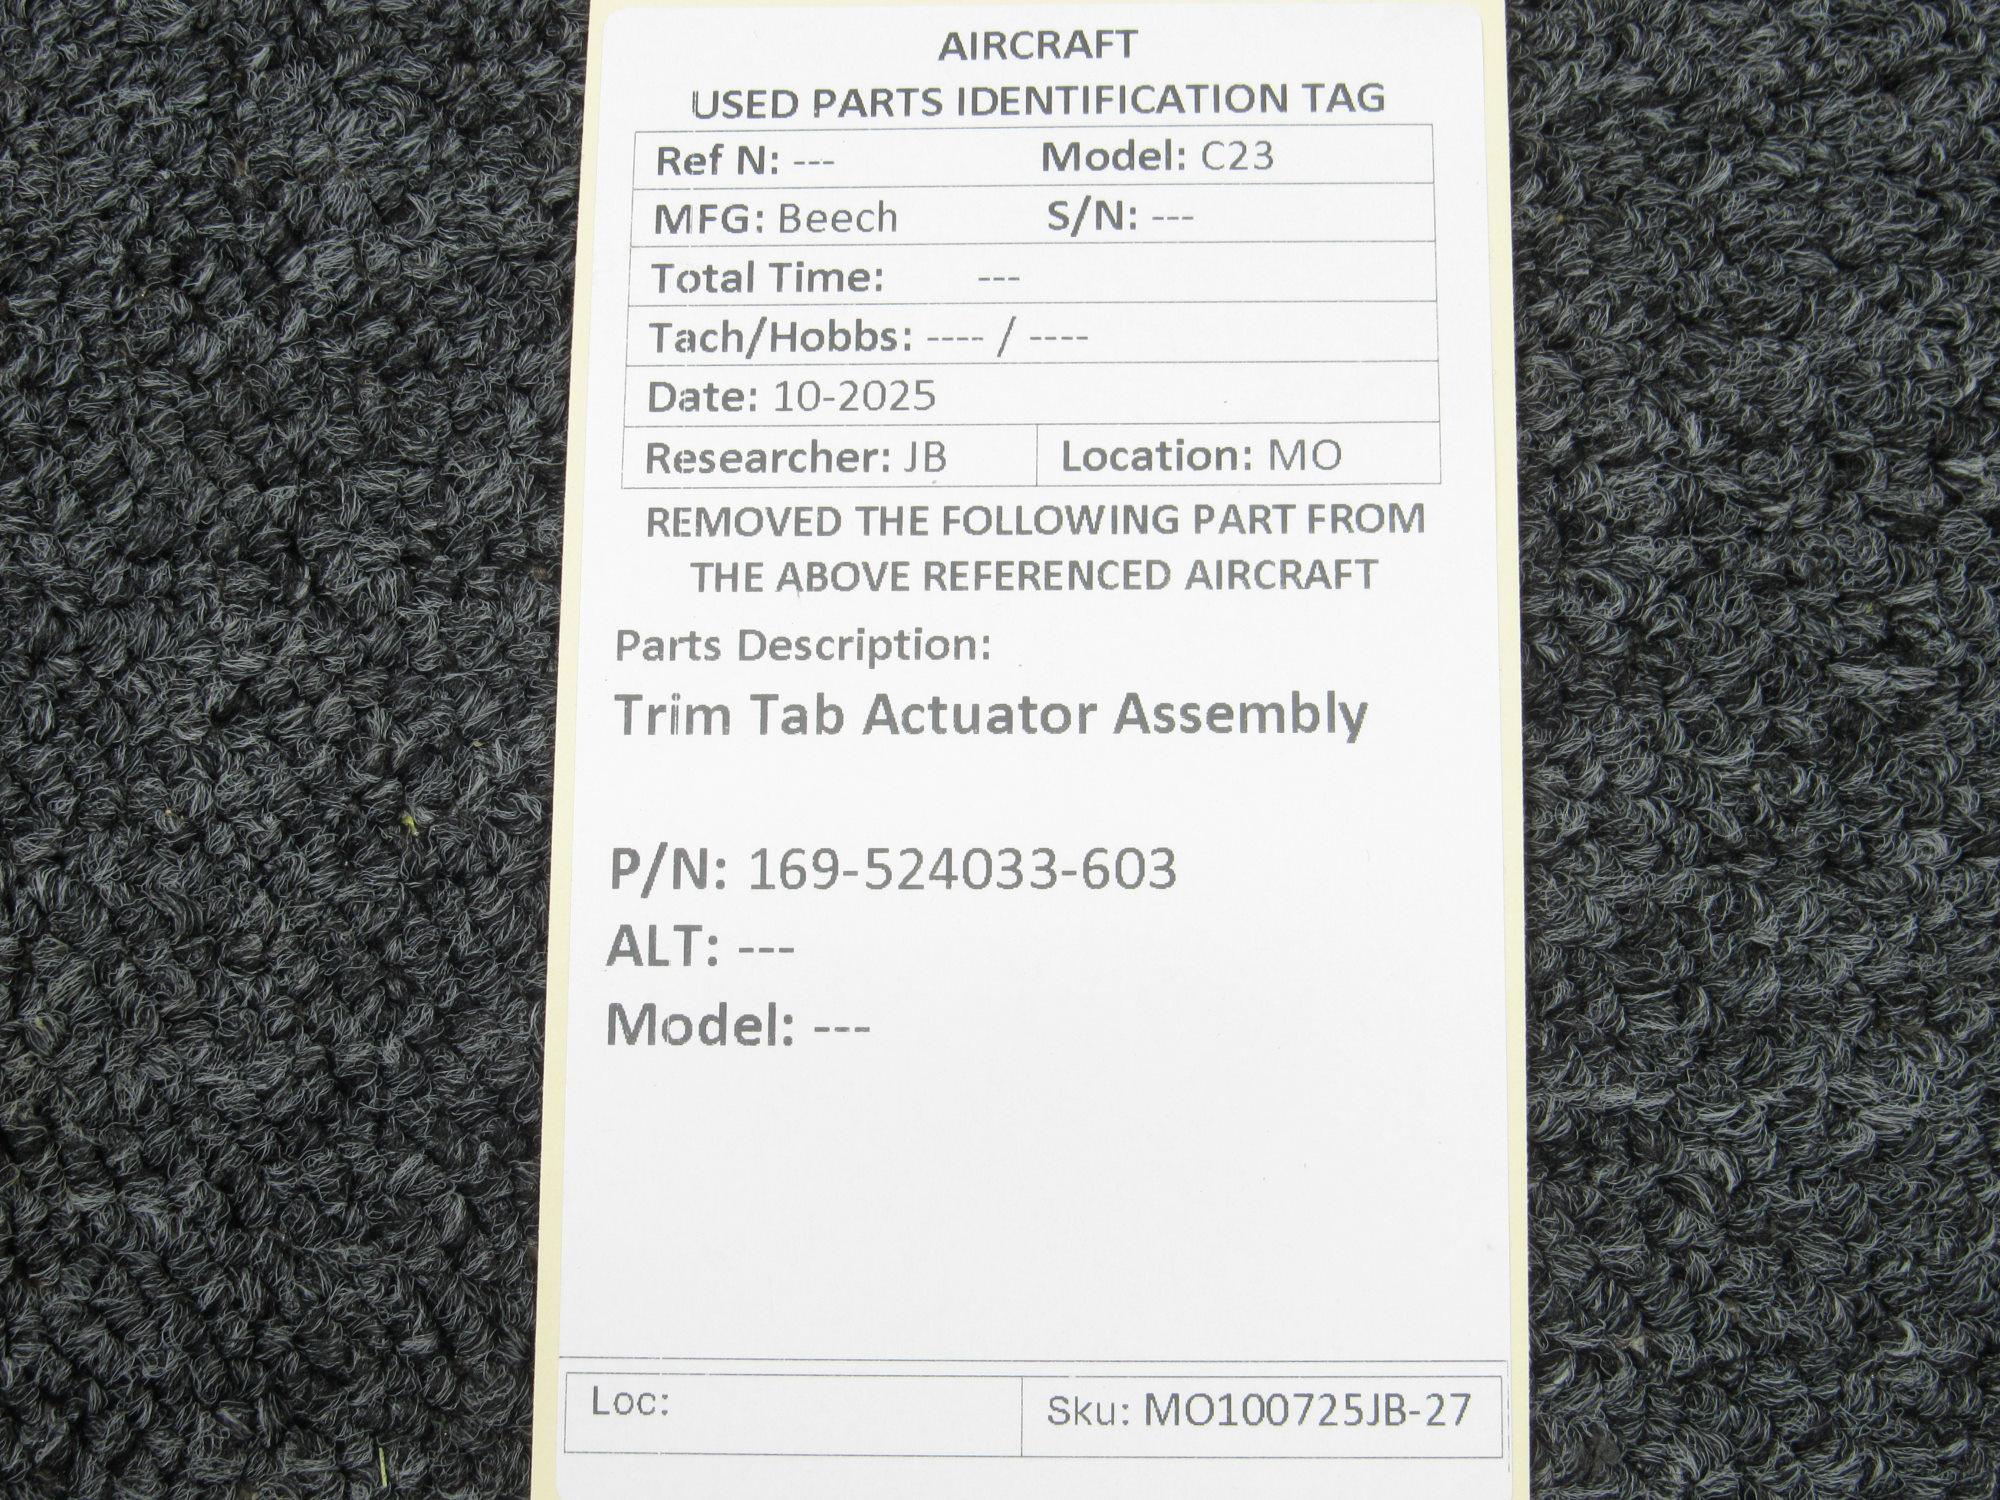 AIRCRAFT
USED PARTS IDENTIFICATION TAG
Ref N: --- Model: C23
MFG: Beech S/N: ---
Total Time: ---
Tach/Hobbs: ---- / ----
Date: 10-2025
Researcher: JB Location: MO
REMOVED THE FOLLOWING PART FROM
THE ABOVE REFERENCED AIRCRAFT
Parts Description:
Trim Tab Actuator Assembly
P/N: 169-524033-603
ALT: ---
Model: ---
Loc: Sku: MO100725JB-27